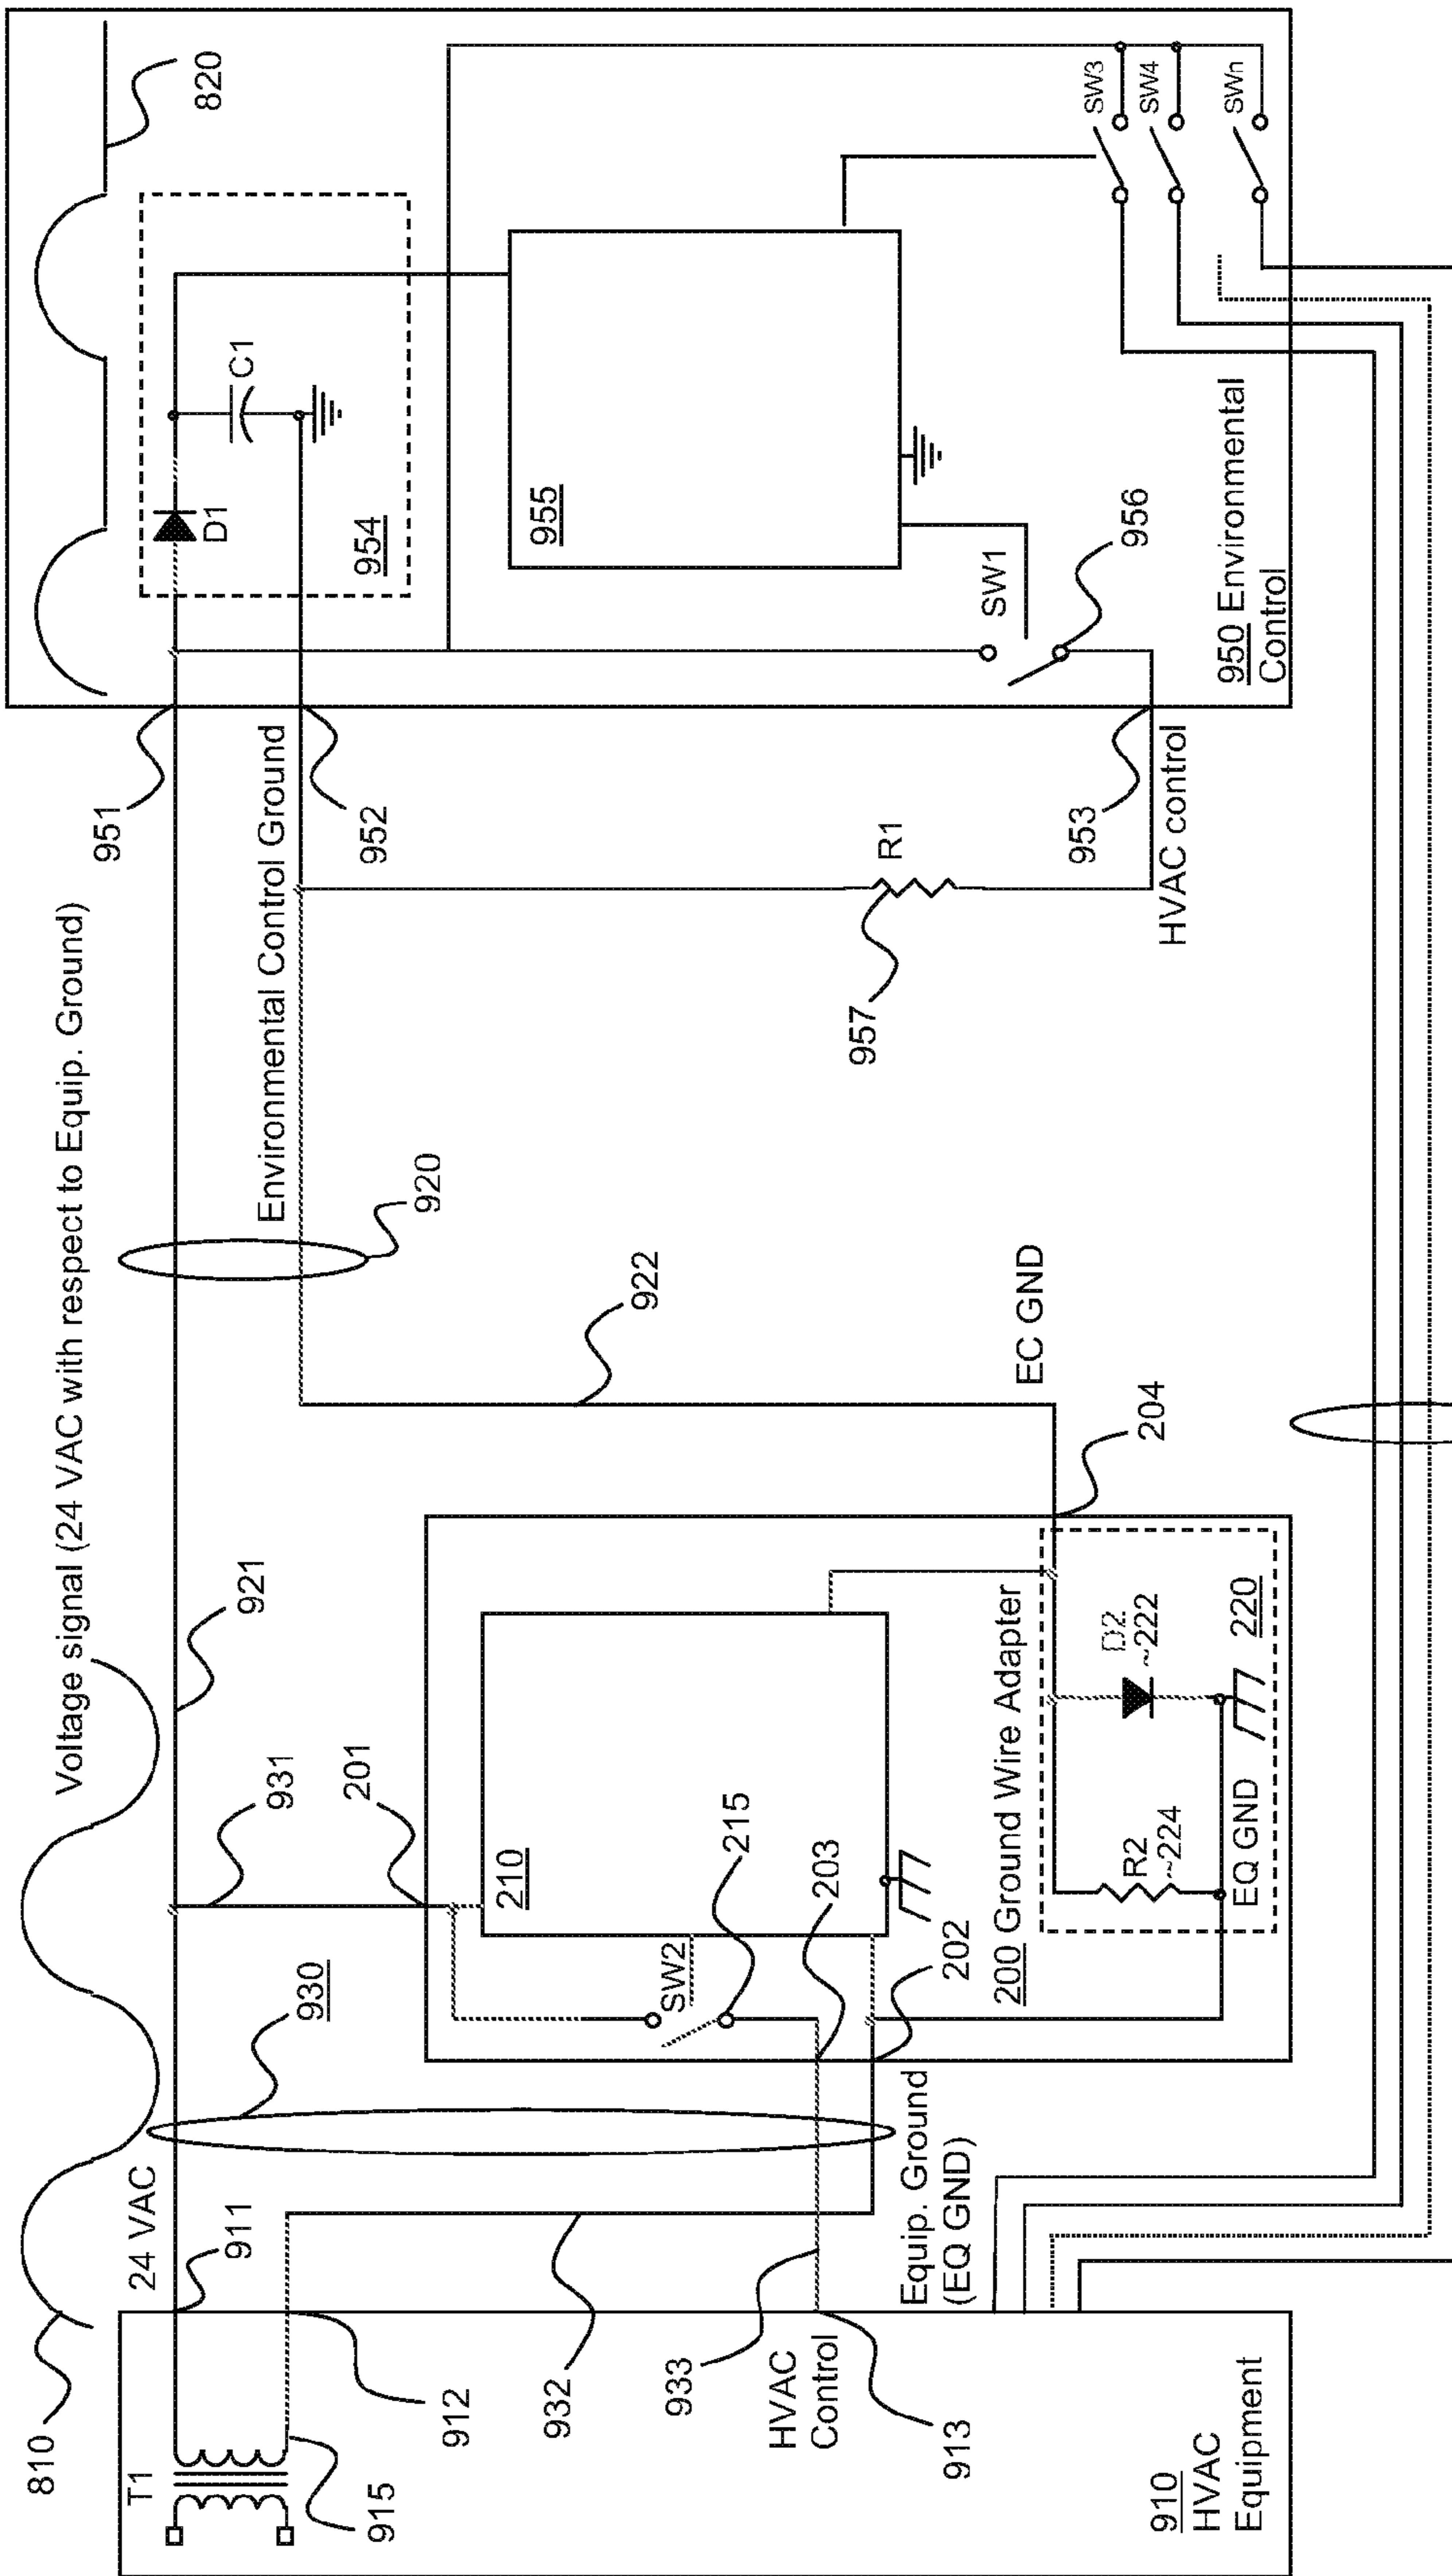 810
Voltage signal (24 VAC with respect to Equip. Ground)
820
T1
915
24 VAC
911
912
930
931
921
201
920
951
Environmental Control Ground
952
D1
C1
954
932
933
HVAC
Control
913
SW2
210
215
203
202
Equip. Ground
(EQ GND)
200 Ground Wire Adapter
R2
~224
D2
~222
EQ GND
220
204
922
EC GND
957
R1
953
HVAC control
955
SW1
956
950 Environmental
Control
SW3
SW4
SWn
910
HVAC
Equipment